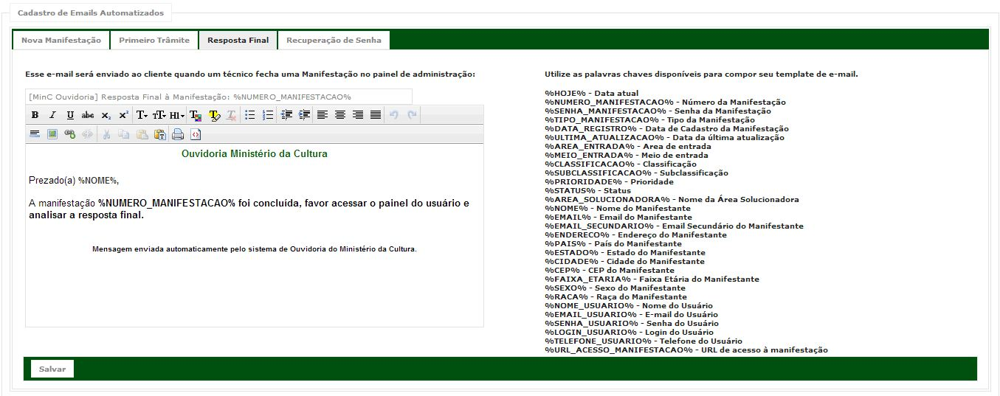 Cadastro de Emails Automatizados
Nova Manifestação
Primeiro Trâmite
Resposta Final
Recuperação de Senha
Esse e-mail será enviado ao cliente quando um técnico fecha uma Manifestação no painel de administração:
[MinC Ouvidoria] Resposta Final à Manifestação: %NUMERO_MANIFESTACAO%
Ouvidoria Ministério da Cultura
Prezado(a) %NOME%,
A manifestação %NUMERO_MANIFESTACAO% foi concluída, favor acessar o painel do usuário e
analisar a resposta final.
Mensagem enviada automaticamente pelo sistema de Ouvidoria do Ministério da Cultura.
Utilize as palavras chaves disponíveis para compor seu template de e-mail.
%HOJE% - Data atual
%NUMERO_MANIFESTACAO% - Número da Manifestação
%SENHA_MANIFESTACAO% - Senha da Manifestação
%TIPO_MANIFESTACAO% - Tipo da Manifestação
%DATA_REGISTRO% - Data de Cadastro da Manifestação
%ULTIMA_ATUALIZACAO% - Data da última atualização
%AREA_ENTRADA% - Area de entrada
%MEIO_ENTRADA% - Meio de entrada
%CLASSIFICACAO% - Classificação
%SUBCLASSIFICACAO% - Subclassificação
%PRIORIDADE% - Prioridade
%STATUS% - Status
%AREA_SOLUCIONADORA% - Nome da Área Solucionadora
%NOME% - Nome do Manifestante
%EMAIL% - Email do Manifestante
%EMAIL_SECUNDARIO% - Email Secundário do Manifestante
%ENDERECO% - Endereço do Manifestante
%PAIS% - País do Manifestante
%ESTADO% - Estado do Manifestante
%CIDADE% - Cidade do Manifestante
%CEP% - CEP do Manifestante
%FAIXA_ETARIA% - Faixa Etária do Manifestante
%SEXO% - Sexo do Manifestante
%RACA% - Raça do Manifestante
%NOME_USUARIO% - Nome do Usuário
%EMAIL_USUARIO% - E-mail do Usuário
%SENHA_USUARIO% - Senha do Usuário
%LOGIN_USUARIO% - Login do Usuário
%TELEFONE_USUARIO% - Telefone do Usuário
%URL_ACESSO_MANIFESTACAO% - URL de acesso à manifestação
Salvar